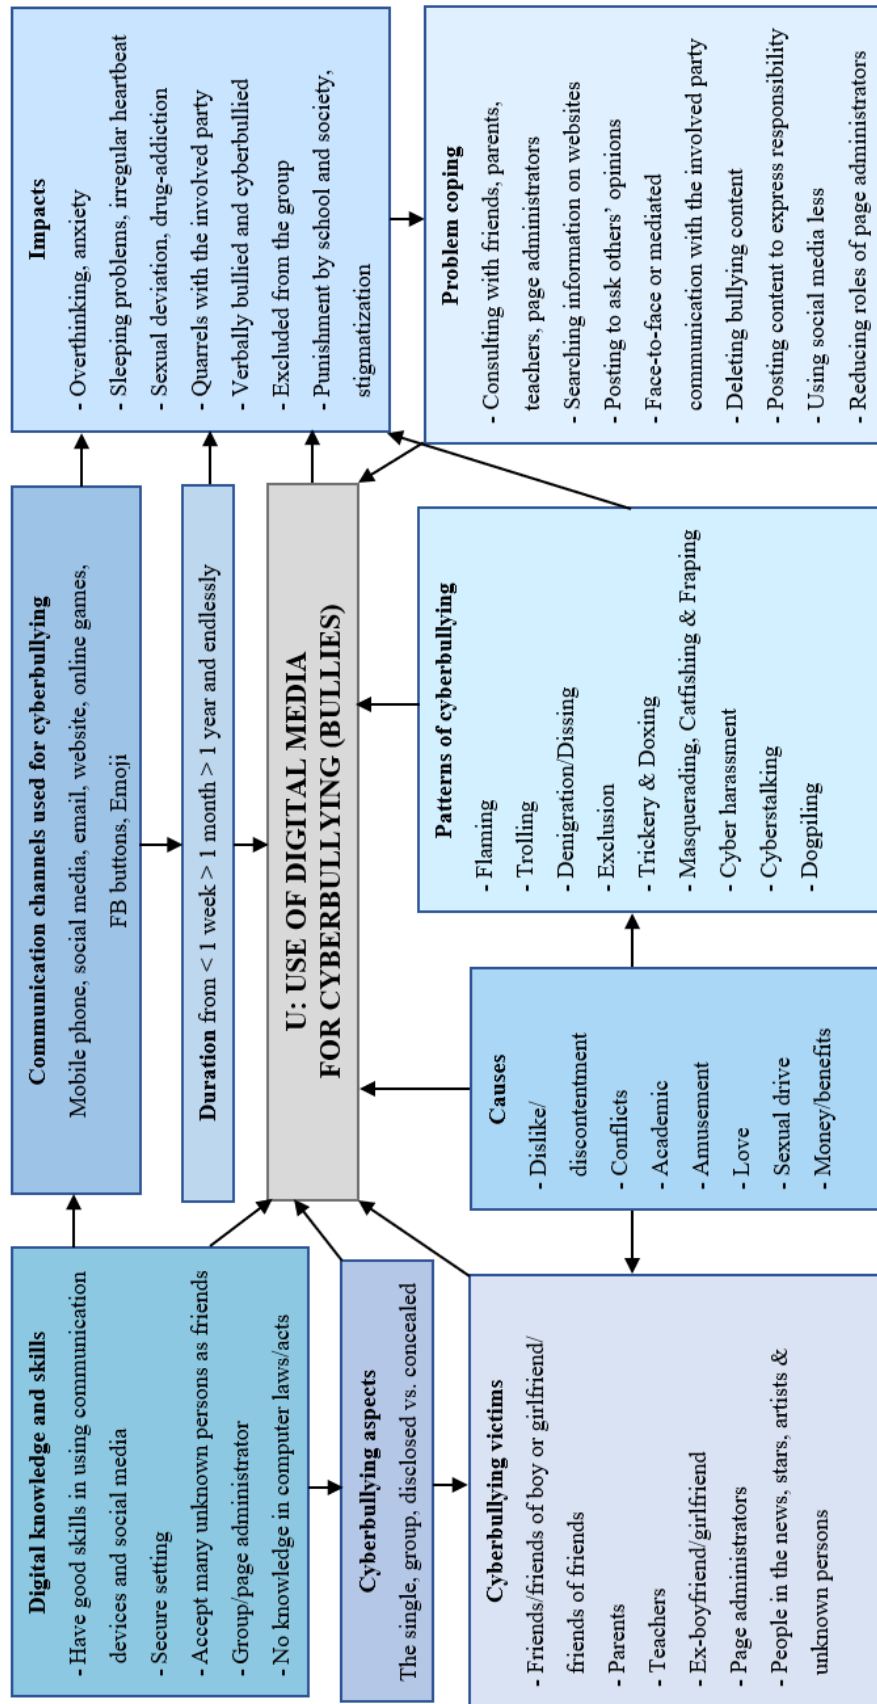 Digital knowledge and skills
- Have good skills in using communication
devices and social media
- Secure setting
- Accept many unknown persons as friends
- Group/page administrator
- No knowledge in computer laws/acts
Communication channels used for cyberbullying
Mobile phone, social media, email, website, online games,
FB buttons, Emoji
Impacts
- Overthinking, anxiety
- Sleeping problems, irregular heartbeat
- Sexual deviation, drug-addiction
- Quarrels with the involved party
- Verbally bullied and cyberbullied
- Excluded from the group
- Punishment by school and society,
stigmatization
Duration from < 1 week > 1 month > 1 year and endlessly
U: USE OF DIGITAL MEDIA
FOR CYBERBULLYING (BULLIES)
Cyberbullying aspects
The single, group, disclosed vs. concealed
Cyberbullying victims
- Friends/friends of boy or girlfriend/
friends of friends
- Parents
- Teachers
- Ex-boyfriend/girlfriend
- Page administrators
- People in the news, stars, artists &
unknown persons
Causes
- Dislike/
discontentment
- Conflicts
- Academic
- Amusement
- Love
- Sexual drive
- Money/benefits
Patterns of cyberbullying
- Flaming
- Trolling
- Denigration/Dissing
- Exclusion
- Trickery & Doxing
- Masquerading, Catfishing & Fraping
- Cyber harassment
- Cyberstalking
- Dogpiling
Problem coping
- Consulting with friends, parents,
teachers, page administrators
- Searching information on websites
- Posting to ask others' opinions
- Face-to-face or mediated
communication with the involved party
- Deleting bullying content
- Posting content to express responsibility
- Using social media less
- Reducing roles of page administrators